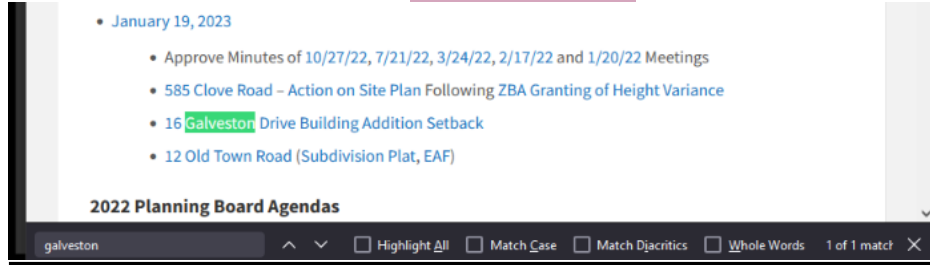 January 19, 2023
Approve Minutes of 10/27/22, 7/21/22, 3/24/22, 2/17/22 and 1/20/22 Meetings
585 Clove Road – Action on Site Plan Following ZBA Granting of Height Variance
16 Galveston Drive Building Addition Setback
12 Old Town Road (Subdivision Plat, EAF)
2022 Planning Board Agendas
galveston Highlight All Match Case Match Diacritics Whole Words 1 of 1 match